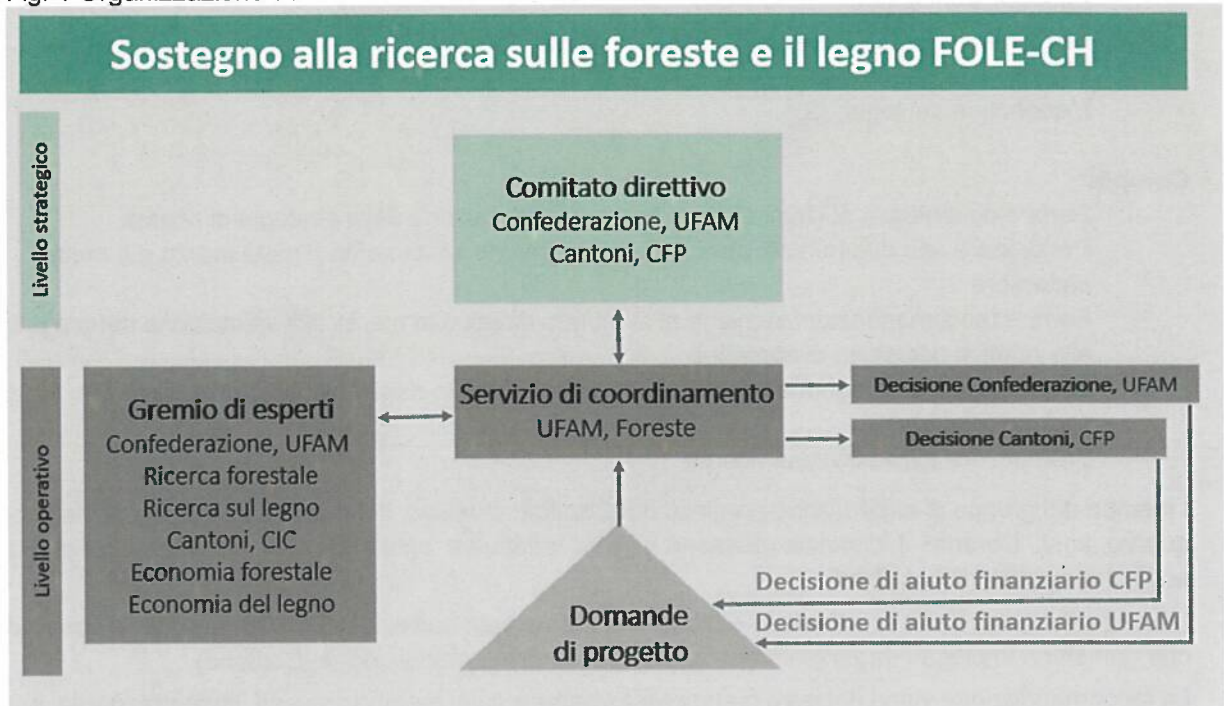 Sostegno alla ricerca sulle foreste e il legno FOLE-CH
Livello strategico
Comitato direttivo
Confederazione, UFAM
Cantoni, CFP
Livello operativo
Gremio di esperti
Confederazione, UFAM
Ricerca forestale
Ricerca sul legno
Cantoni, CIC
Economia forestale
Economia del legno
Servizio di coordinamento
UFAM, Foreste
Decisione Confederazione, UFAM
Decisione Cantoni, CFP
Decisione di aiuto finanziario CFP
Decisione di aiuto finanziario UFAM
Domande
di progetto